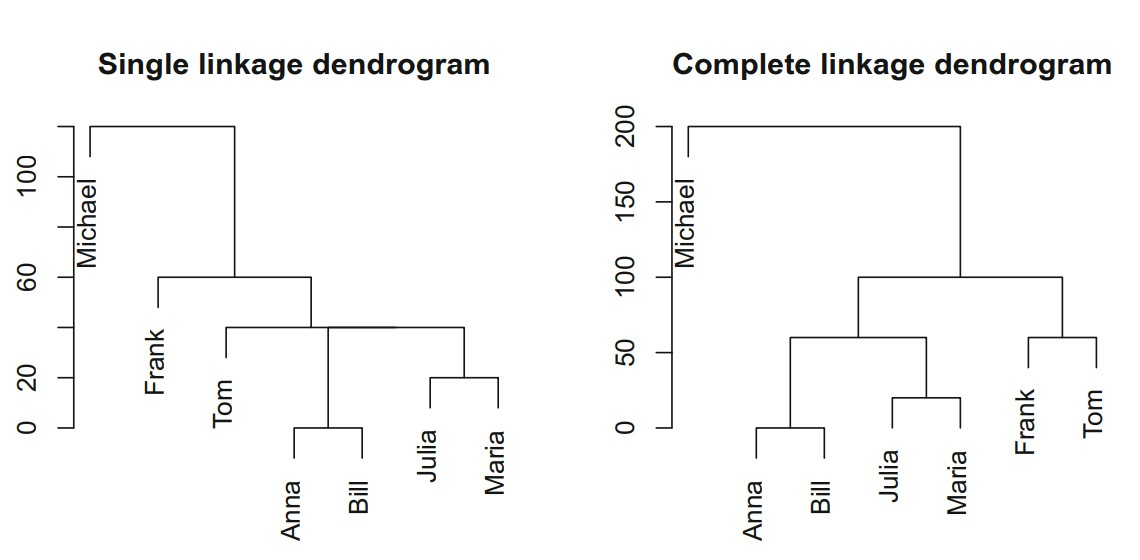 Single linkage dendrogram
100
60
20
0
Michael
Frank
Tom
Anna
Bill
Julia
Maria
Complete linkage dendrogram
200
150
100
50
0
Michael
Anna
Bill
Julia
Maria
Frank
Tom